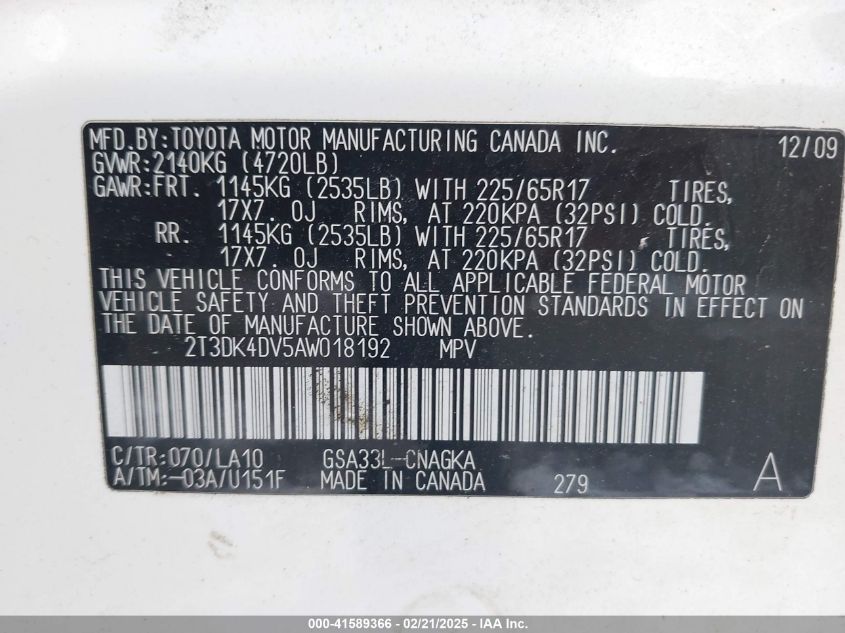 MFD.BY:TOYOTA MOTOR MANUFACTURING CANADA INC. 12/09
GVWR:2140KG (4720LB)
GAWR:FRT. 1145KG (2535LB) WITH 225/65R17 TIRES,
17X7. 0J RIMS, AT 220KPA (32PSI) COLD.
RR. 1145KG (2535LB) WITH 225/65R17 TIRES,
17X7. 0J RIMS, AT 220KPA (32PSI) COLD.
THIS VEHICLE CONFORMS TO ALL APPLICABLE FEDERAL MOTOR
VEHICLE SAFETY AND THEFT PREVENTION STANDARDS IN EFFECT ON
THE DATE OF MANUFACTURE SHOWN ABOVE.
2T3DK4DV5AW018192 MPV
C/TR:070/LA10 GSA33L-CNAGKA
A/TM:-03A/U151F MADE IN CANADA 279 A
000-41589366 - 02/21/2025 - IAA Inc.